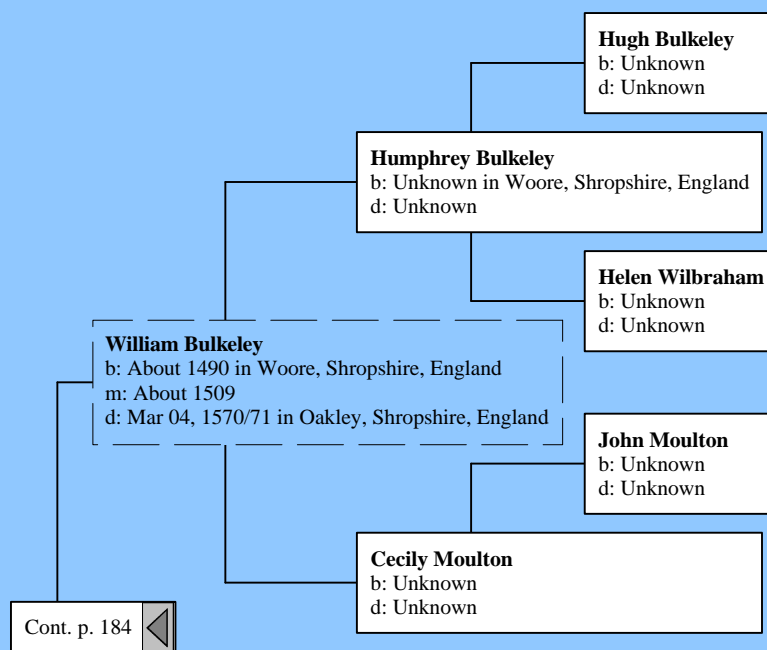 Hugh Bulkeley
b: Unknown
d: Unknown
Humphrey Bulkeley
b: Unknown in Woore, Shropshire, England
d: Unknown
Helen Wilbraham
b: Unknown
d: Unknown
William Bulkeley
b: About 1490 in Woore, Shropshire, England
m: About 1509
d: Mar 04, 1570/71 in Oakley, Shropshire, England
John Moulton
b: Unknown
d: Unknown
Cecily Moulton
b: Unknown
d: Unknown
Cont. p. 184